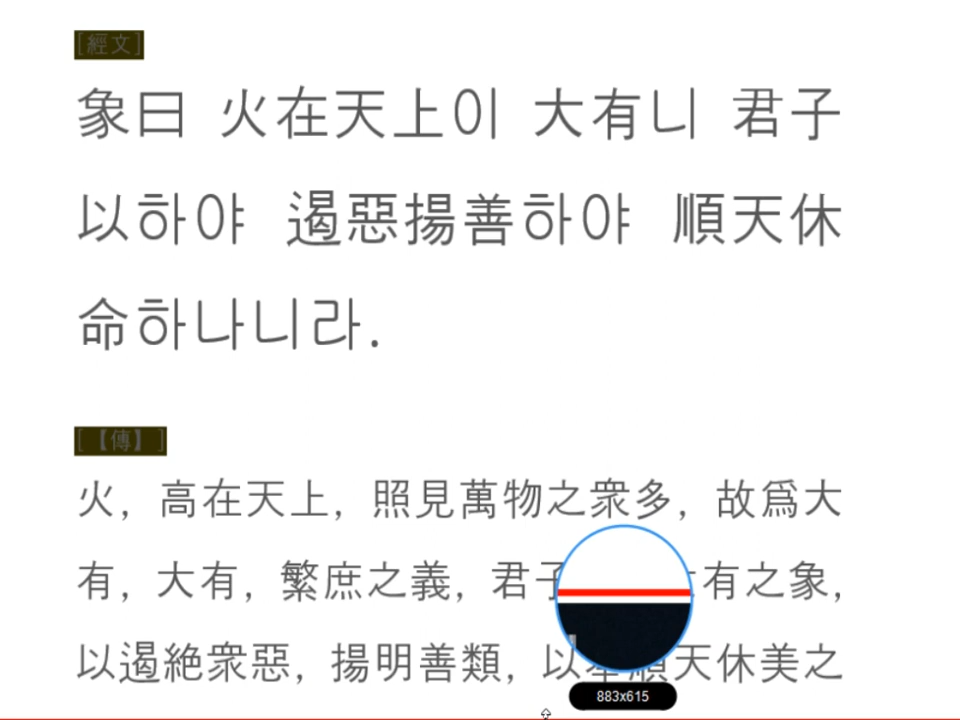 [經文]
象曰 火在天上이 大有니 君子
以하야 遏惡揚善하야 順天休
命하나니라.
[【傳】]
火, 高在天上, 照見萬物之衆多, 故爲大
有, 大有, 繁庶之義, 君子 有之象,
以遏絶衆惡, 揚明善類, 以奉順天休美之
883x615